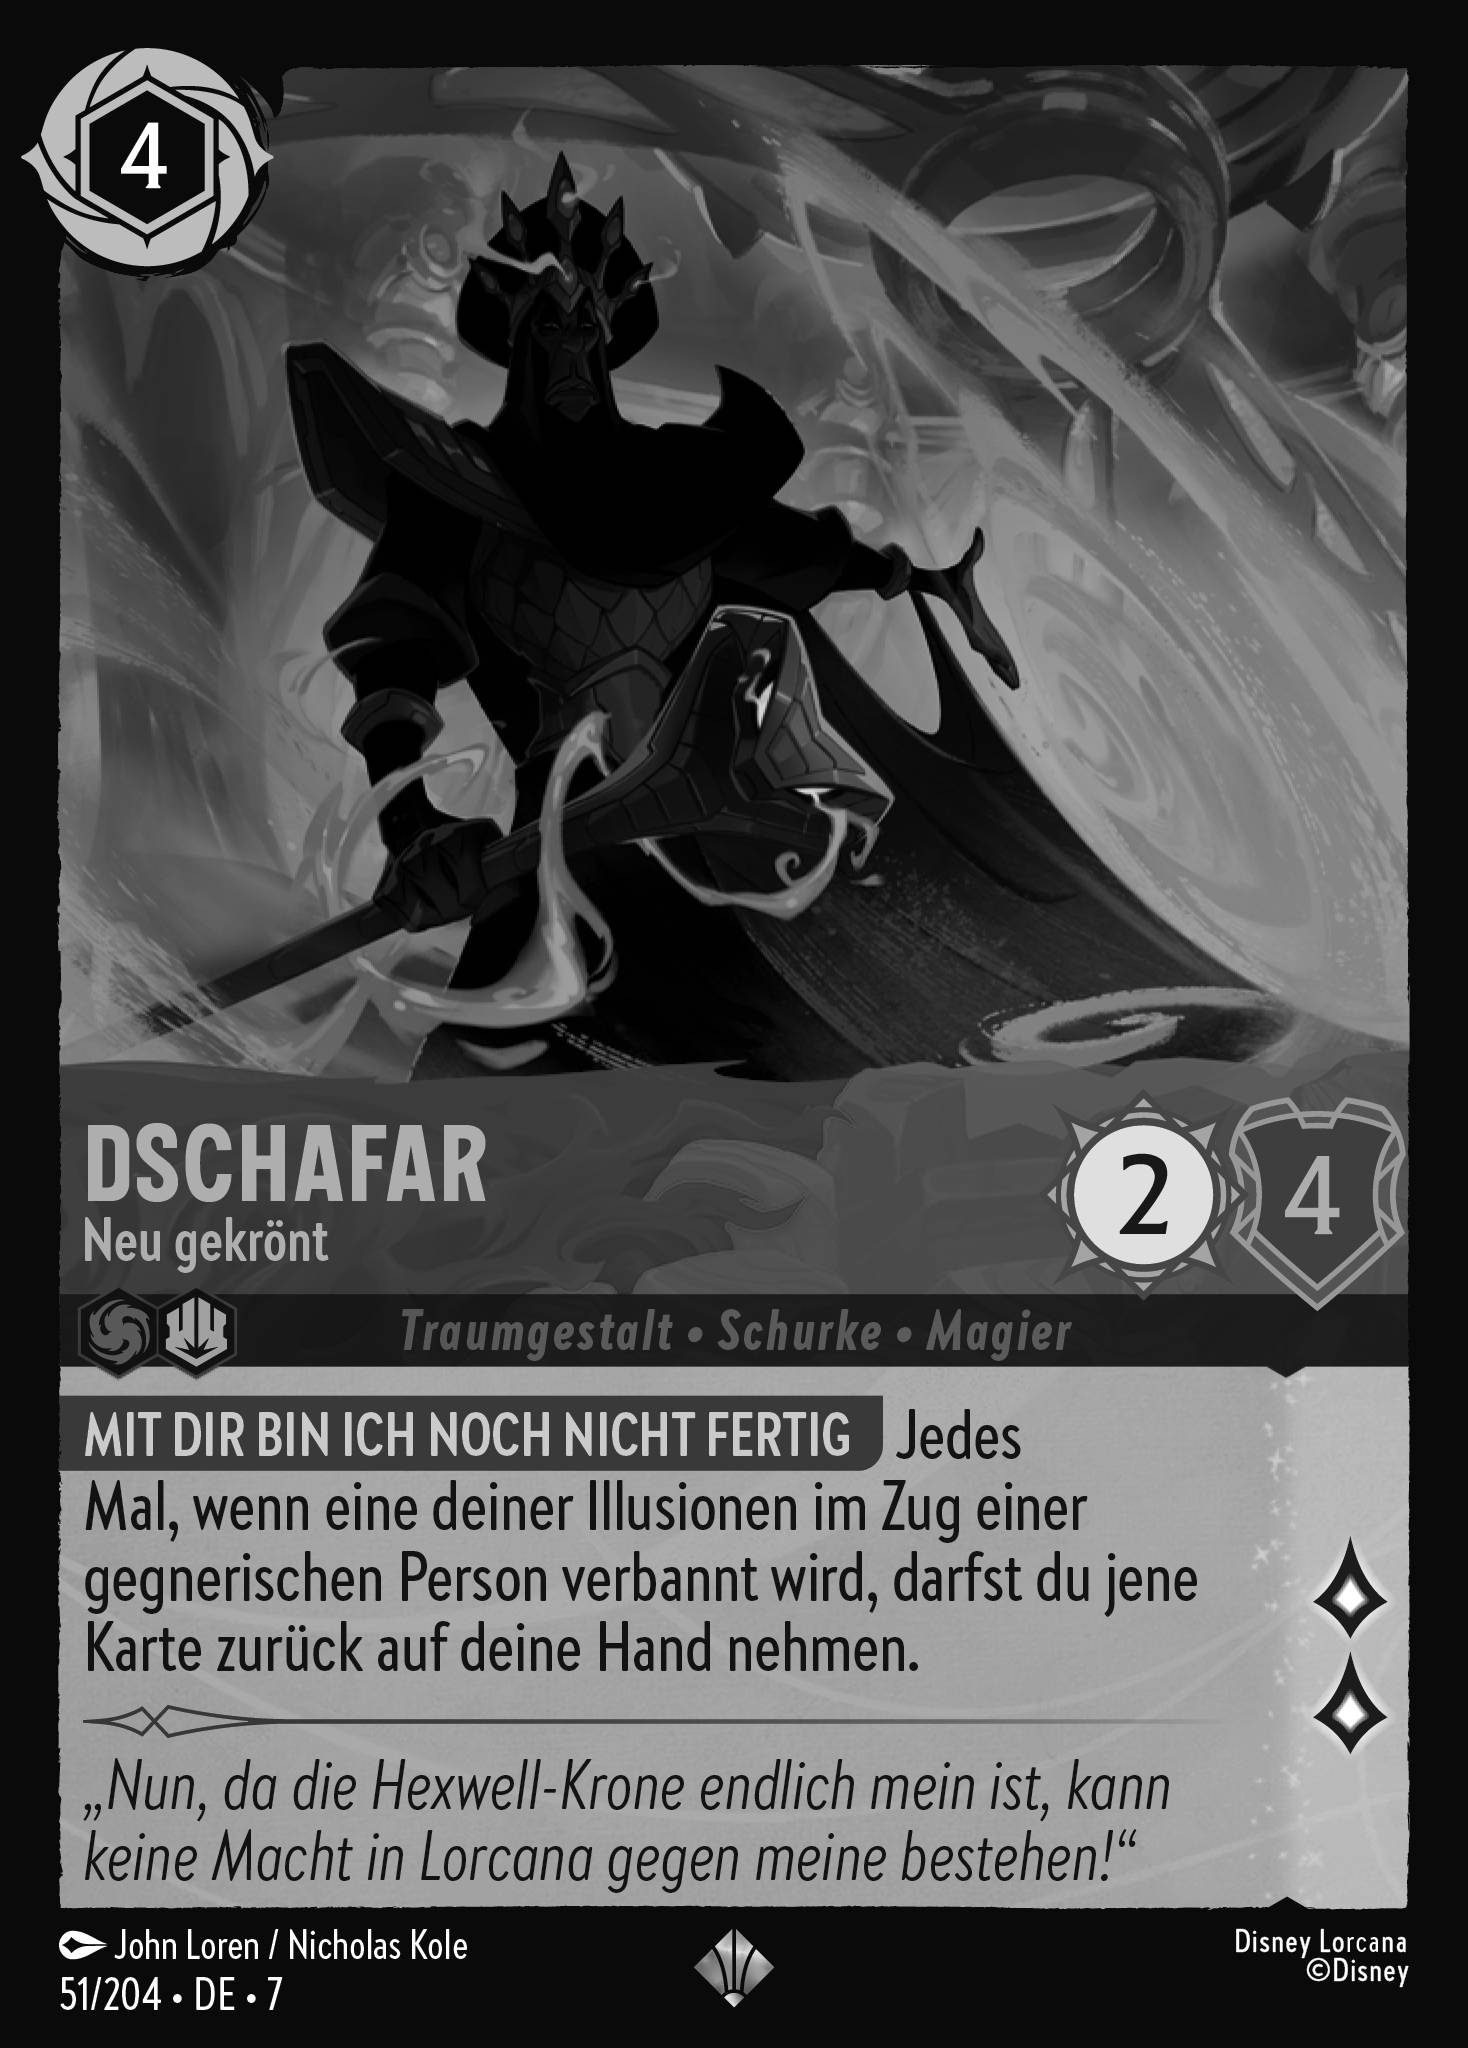 4
DSCHAFAR
Neu gekrönt
2 4
Traumgestalt • Schurke • Magier
MIT DIR BIN ICH NOCH NICHT FERTIG Jedes
Mal, wenn eine deiner Illusionen im Zug einer
gegnerischen Person verbannt wird, darfst du jene
Karte zurück auf deine Hand nehmen.
„Nun, da die Hexwell-Krone endlich mein ist, kann
keine Macht in Lorcana gegen meine bestehen!“
John Loren / Nicholas Kole
51/204 • DE • 7
Disney Lorcana
©Disney